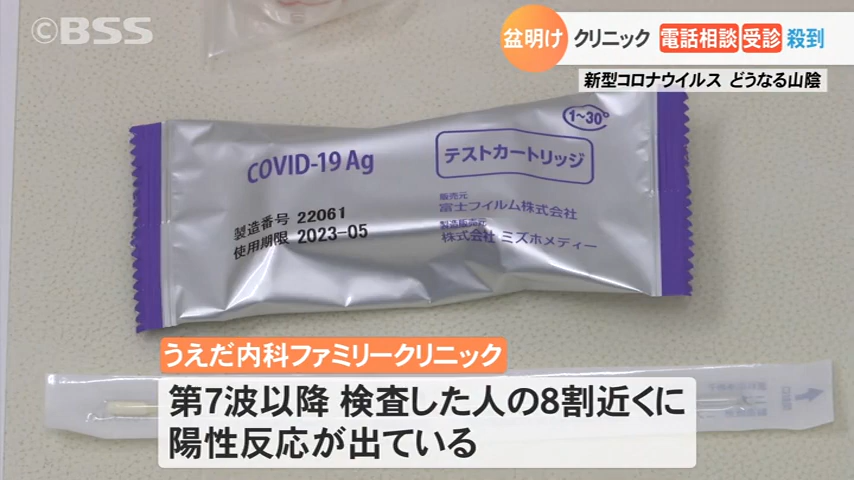 ©BSS
盆明け クリニック 電話相談 受診 殺到
新型コロナウイルス どうなる山陰
1~30°
COVID-19 Ag
テストカートリッジ
販売元
富士フイルム株式会社
製造番号 22061
使用期限 2023-05
製造販売元
株式会社 ミズホメディー
うえだ内科ファミリークリニック
第7波以降 検査した人の8割近くに
陽性反応が出ている